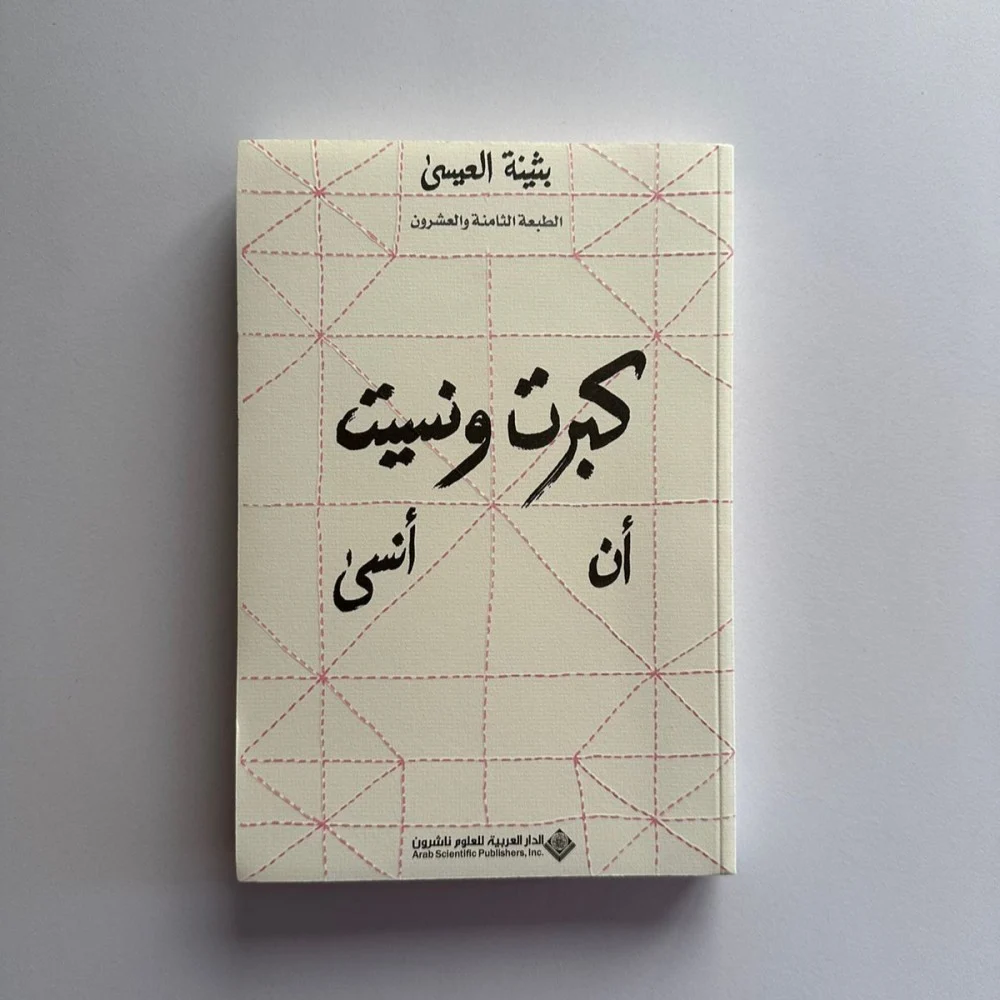 بثينة العيسىٰ
الطبعة الثامنة والعشرون
كبرت ونسيت
أن أنسىٰ
الدار العربية للعلوم ناشرون
Arab Scientific Publishers, Inc.